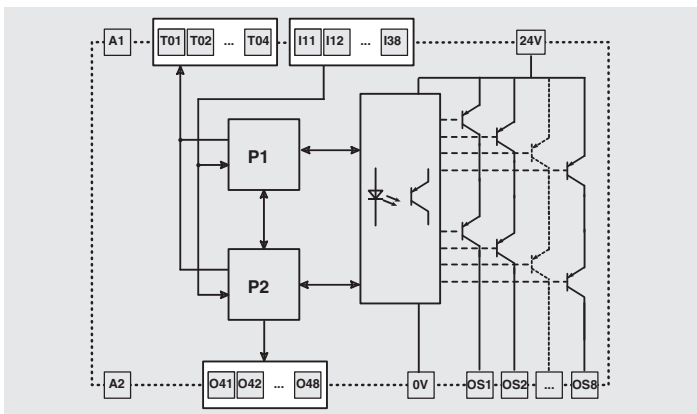 A1 T01 T02 ... T04 I11 I12 ... I38 24V
P1
P2
A2 O41 O42 ... O48 0V OS1 OS2 ... OS8